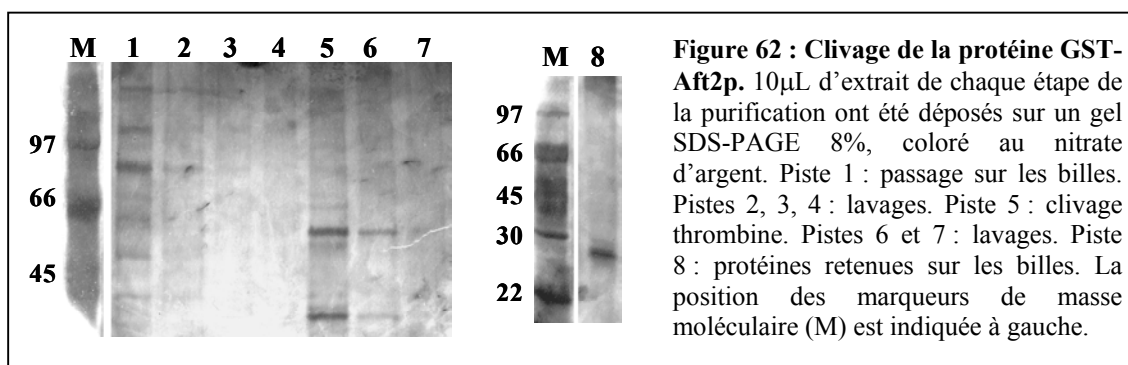 M 1 2 3 4 5 6 7
97
66
45
M 8
97
66
45
30
22
Figure 62 : Clivage de la protéine GST-
Aft2p. 10μL d’extrait de chaque étape de
la purification ont été déposés sur un gel
SDS-PAGE 8%, coloré au nitrate
d’argent. Piste 1 : passage sur les billes.
Pistes 2, 3, 4 : lavages. Piste 5 : clivage
thrombine. Pistes 6 et 7 : lavages. Piste
8 : protéines retenues sur les billes. La
position des marqueurs de masse
moléculaire (M) est indiquée à gauche.